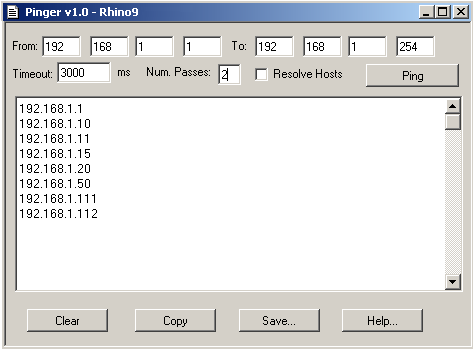 Pinger v1.0 - Rhino9
From: 192 168 1 1 To: 192 168 1 254
Timeout: 3000 ms Num. Passes: 2 Resolve Hosts Ping
192.168.1.1
192.168.1.10
192.168.1.11
192.168.1.15
192.168.1.20
192.168.1.50
192.168.1.111
192.168.1.112
Clear Copy Save... Help...